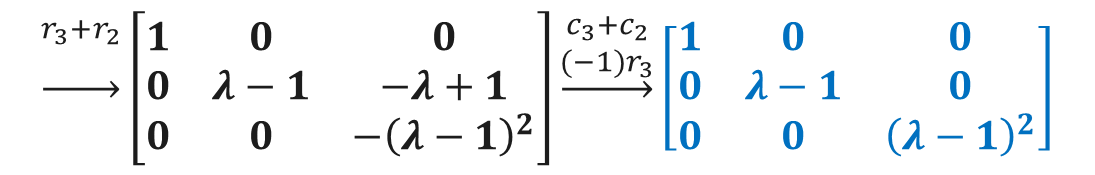 r₃+r₂ ⟶ [1 0 0; 0 λ − 1 −λ + 1; 0 0 −(λ − 1)²] c₃+c₂ (−1)r₃ ⟶ [1 0 0; 0 λ − 1 0; 0 0 (λ − 1)²]